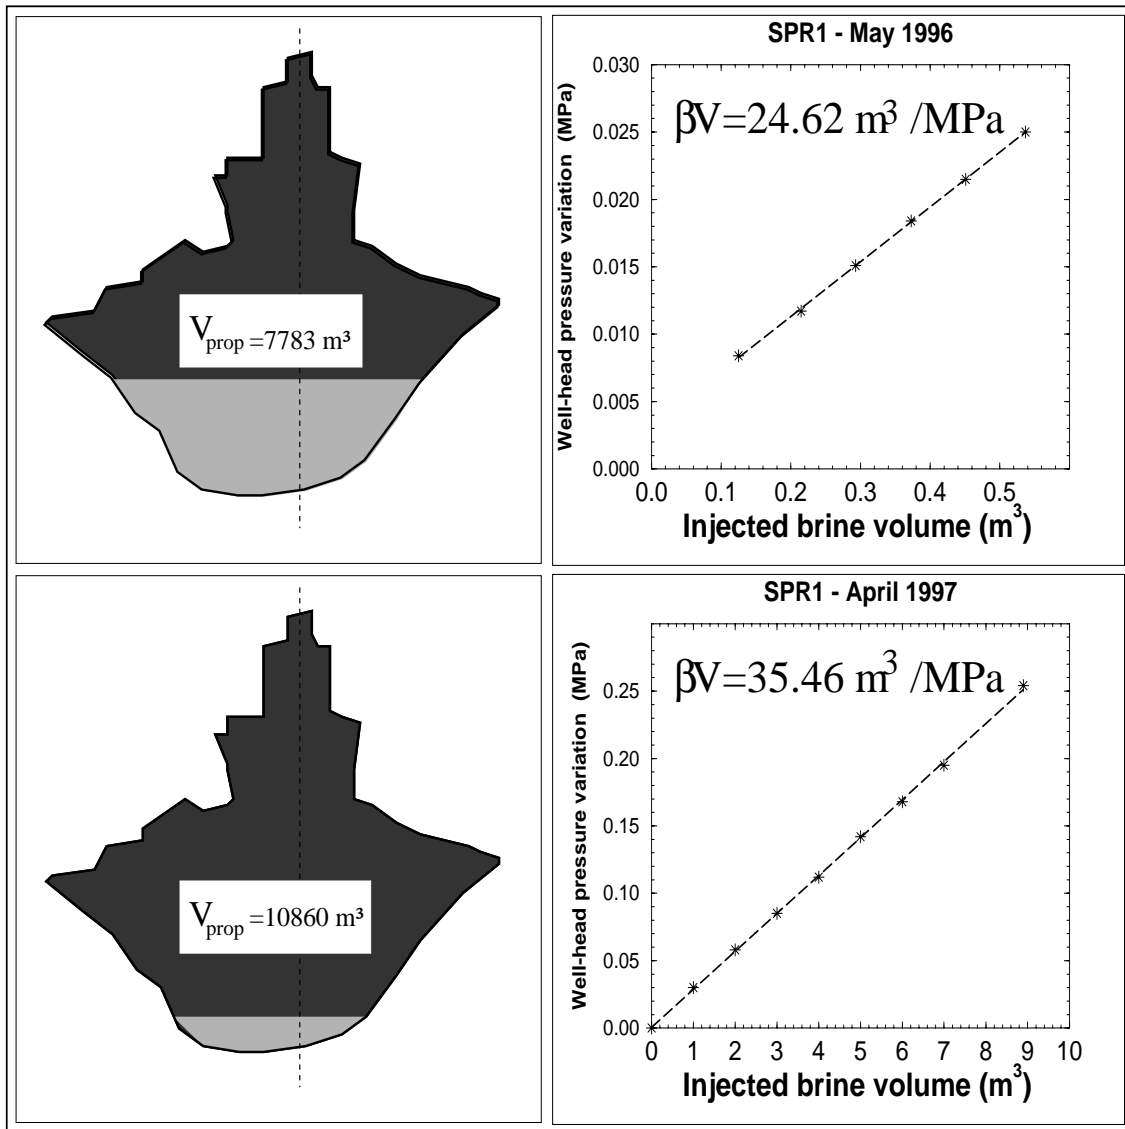 V_prop =7783 m³
SPR1 - May 1996
βV=24.62 m³ /MPa
Well-head pressure variation (MPa)
0.030
0.025
0.020
0.015
0.010
0.005
0.000
0.0 0.1 0.2 0.3 0.4 0.5
Injected brine volume (m³)
V_prop =10860 m³
SPR1 - April 1997
βV=35.46 m³ /MPa
Well-head pressure variation (MPa)
0.25
0.20
0.15
0.10
0.05
0.00
0 1 2 3 4 5 6 7 8 9 10
Injected brine volume (m³)